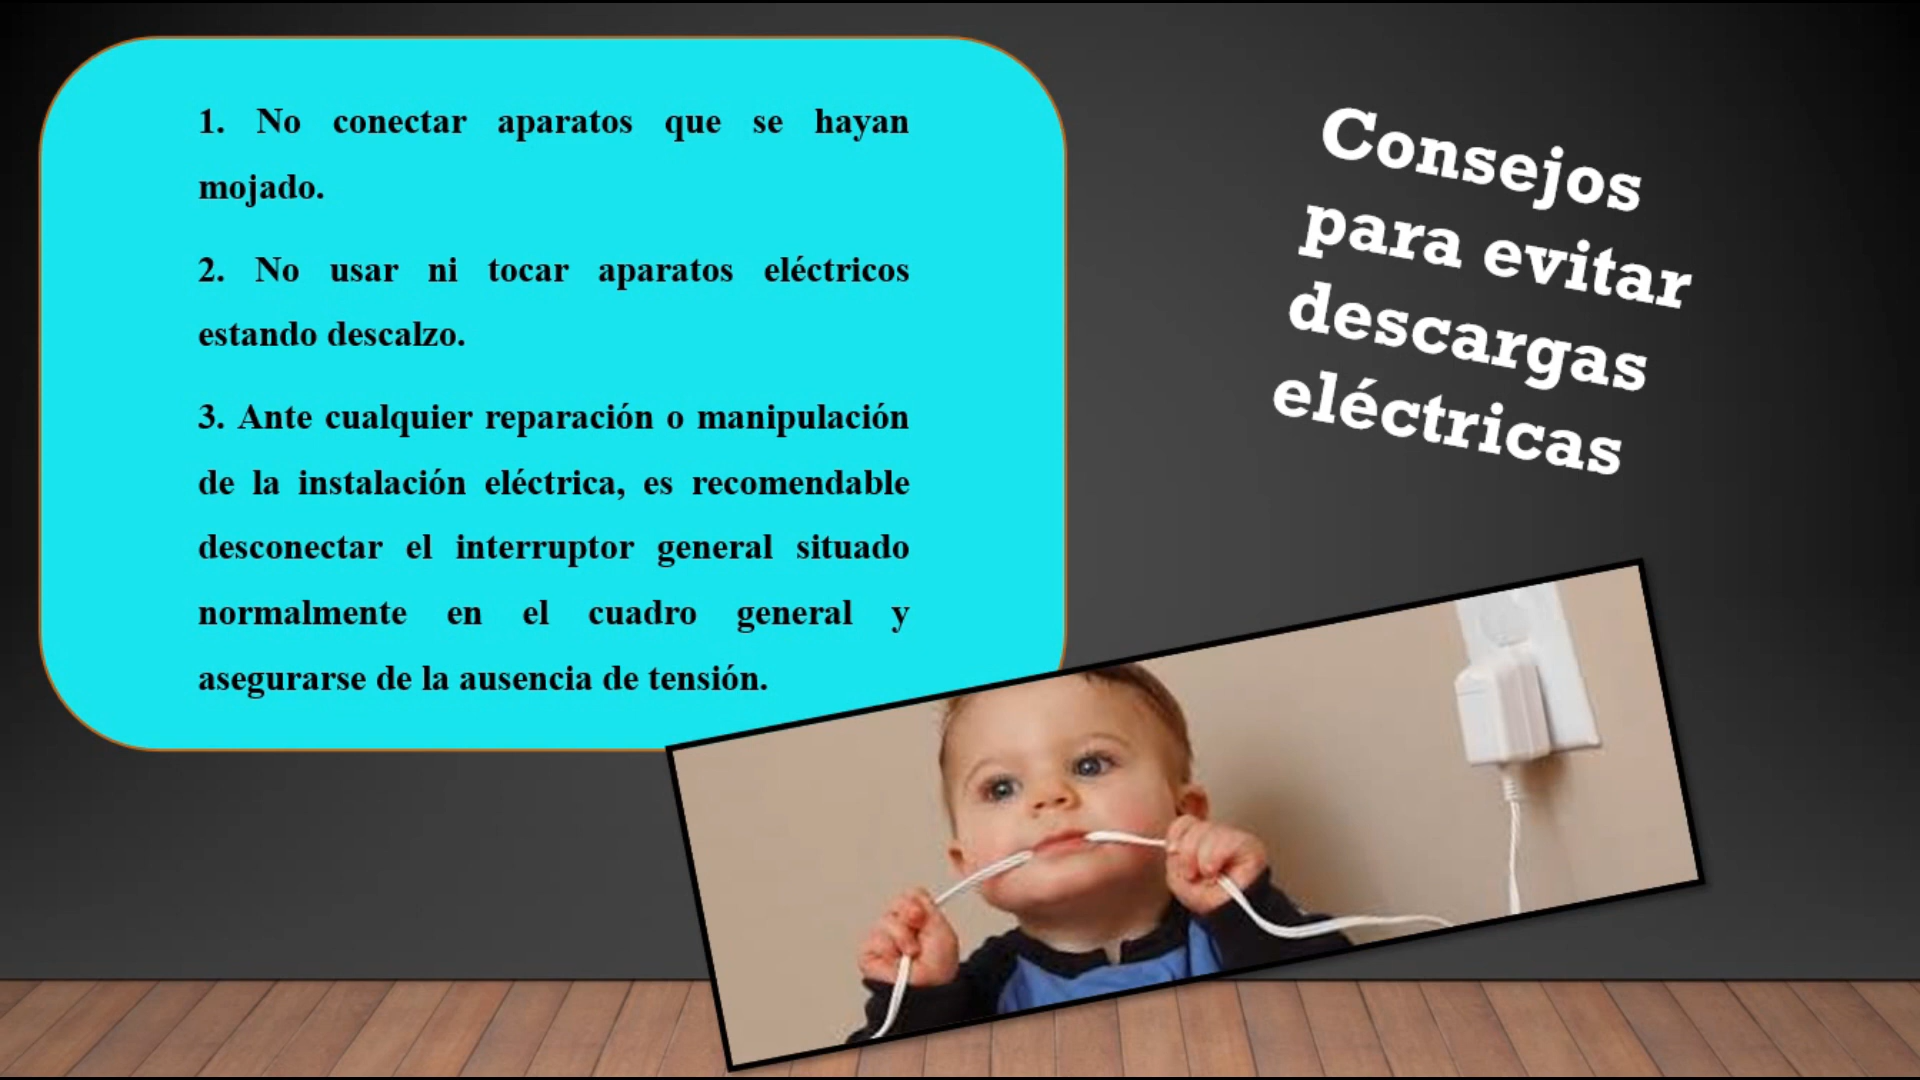 1. No conectar aparatos que se hayan
mojado.
2. No usar ni tocar aparatos eléctricos
estando descalzo.
3. Ante cualquier reparación o manipulación
de la instalación eléctrica, es recomendable
desconectar el interruptor general situado
normalmente en el cuadro general y
asegurarse de la ausencia de tensión.
Consejos
para evitar
descargas
eléctricas